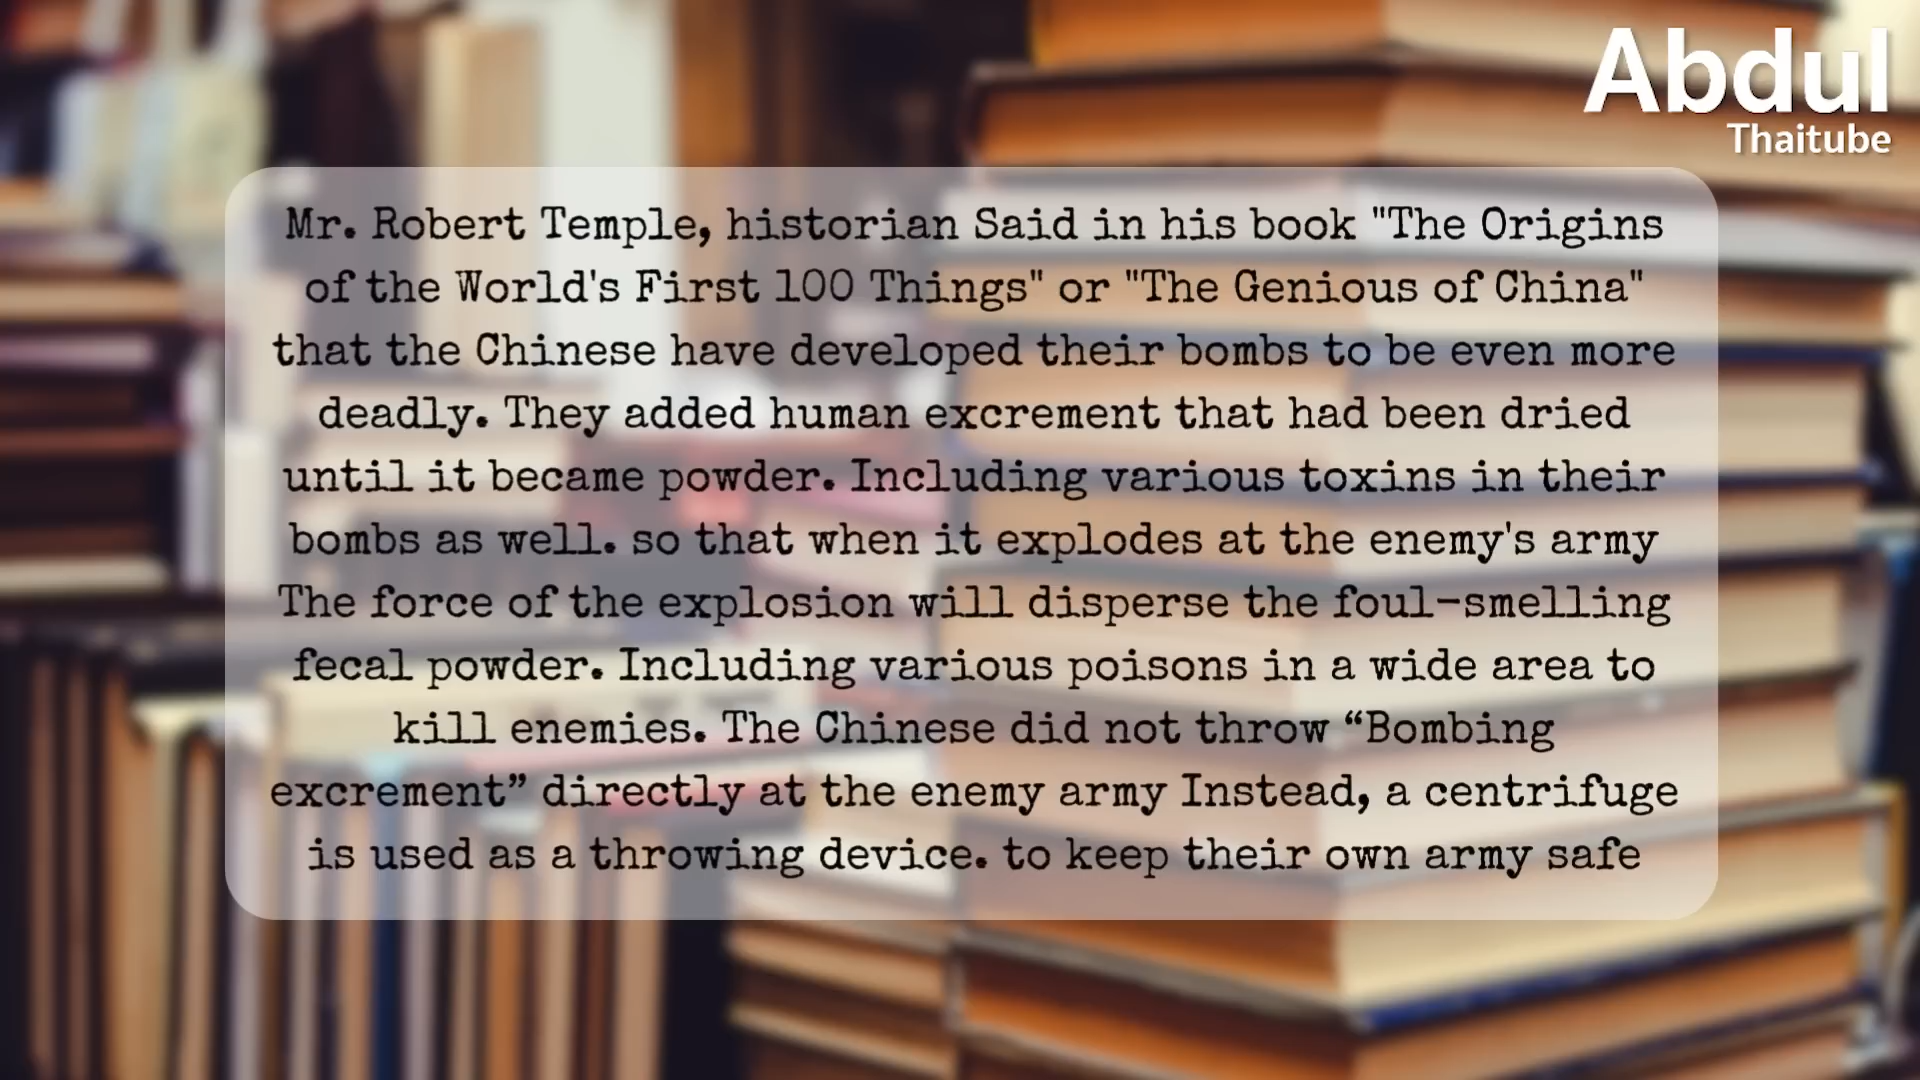 Abdul
Thaitube
Mr. Robert Temple, historian Said in his book "The Origins
of the World's First 100 Things" or "The Genious of China"
that the Chinese have developed their bombs to be even more
deadly. They added human excrement that had been dried
until it became powder. Including various toxins in their
bombs as well. so that when it explodes at the enemy's army
The force of the explosion will disperse the foul-smelling
fecal powder. Including various poisons in a wide area to
kill enemies. The Chinese did not throw “Bombing
excrement” directly at the enemy army Instead, a centrifuge
is used as a throwing device. to keep their own army safe